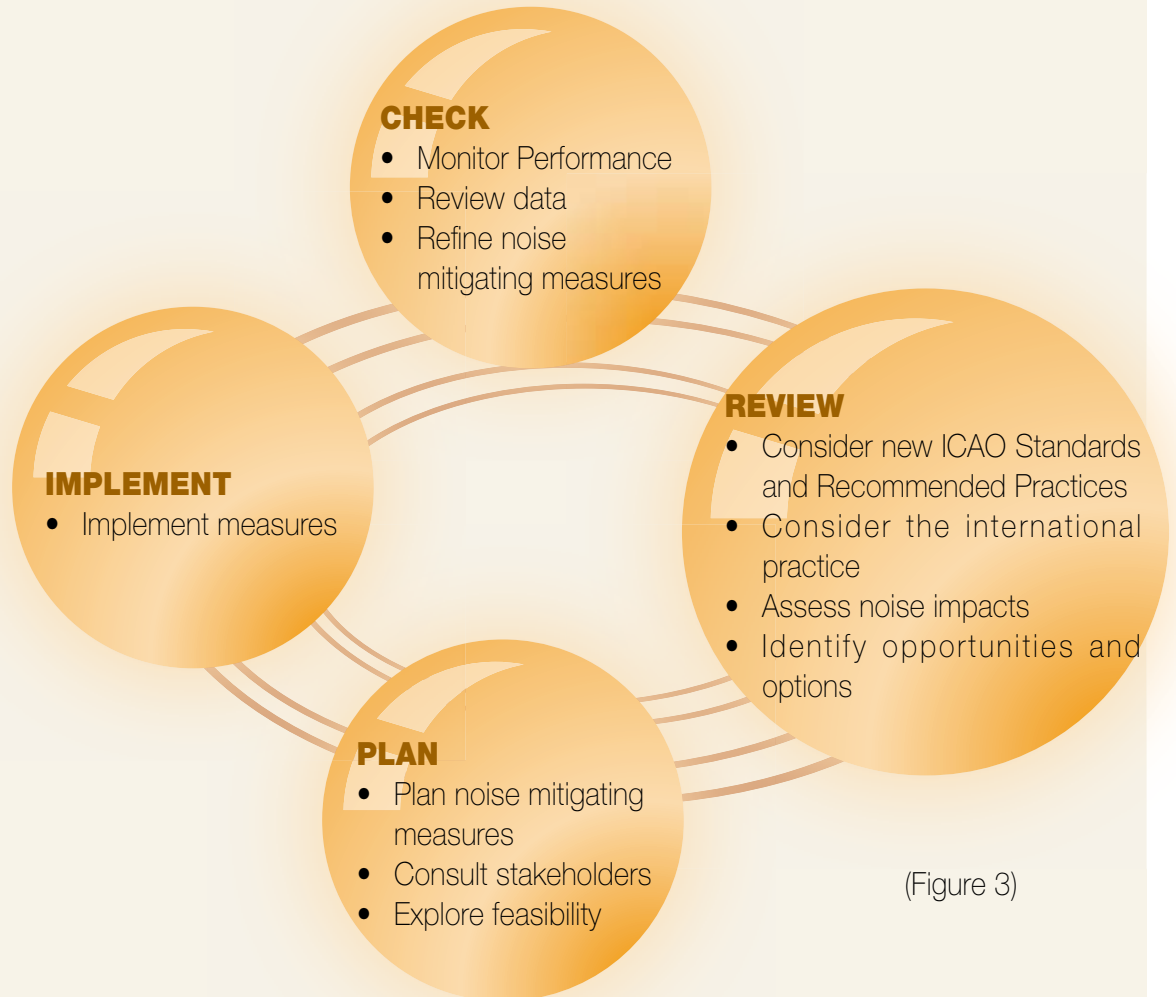 CHECK
• Monitor Performance
• Review data
• Refine noise
mitigating measures
REVIEW
• Consider new ICAO Standards
and Recommended Practices
• Consider the international
practice
• Assess noise impacts
• Identify opportunities and
options
IMPLEMENT
• Implement measures
PLAN
• Plan noise mitigating
measures
• Consult stakeholders
• Explore feasibility
(Figure 3)